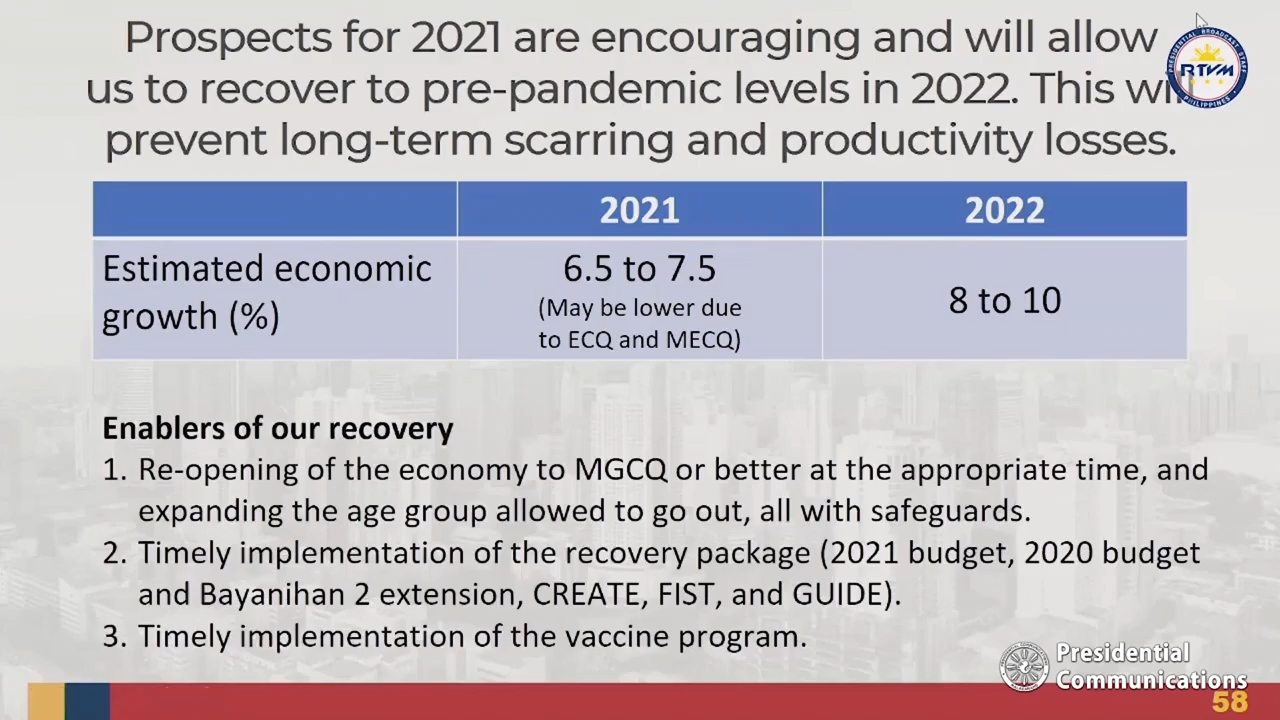 Prospects for 2021 are encouraging and will allow
us to recover to pre-pandemic levels in 2022. This will
prevent long-term scarring and productivity losses.
PRESIDENTIAL BROADCAST STAFF
RTVM
PHILIPPINES
2021
2022
Estimated economic
growth (%)
6.5 to 7.5
(May be lower due
to ECQ and MECQ)
8 to 10
Enablers of our recovery
1. Re-opening of the economy to MGCQ or better at the appropriate time, and
expanding the age group allowed to go out, all with safeguards.
2. Timely implementation of the recovery package (2021 budget, 2020 budget
and Bayanihan 2 extension, CREATE, FIST, and GUIDE).
3. Timely implementation of the vaccine program.
Presidential
Communications
58